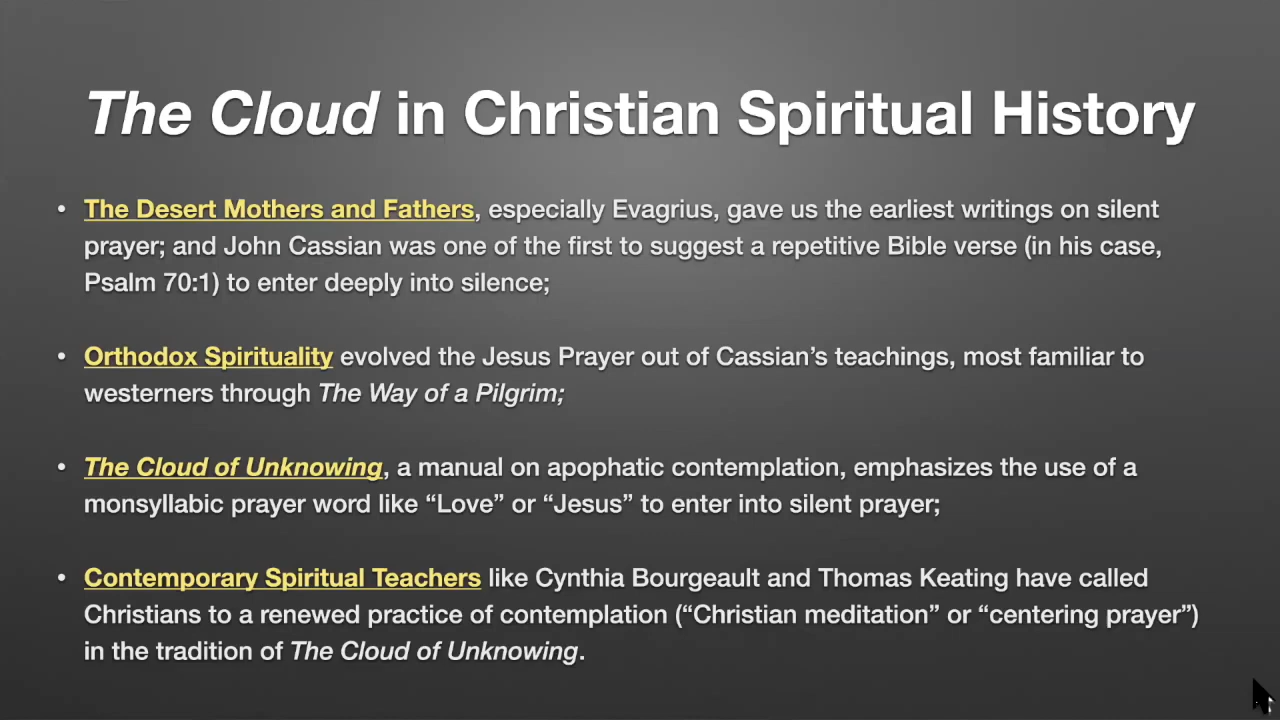 The Cloud in Christian Spiritual History
• The Desert Mothers and Fathers, especially Evagrius, gave us the earliest writings on silent
prayer; and John Cassian was one of the first to suggest a repetitive Bible verse (in his case,
Psalm 70:1) to enter deeply into silence;
• Orthodox Spirituality evolved the Jesus Prayer out of Cassian’s teachings, most familiar to
westerners through The Way of a Pilgrim;
• The Cloud of Unknowing, a manual on apophatic contemplation, emphasizes the use of a
monsyllabic prayer word like “Love” or “Jesus” to enter into silent prayer;
• Contemporary Spiritual Teachers like Cynthia Bourgeault and Thomas Keating have called
Christians to a renewed practice of contemplation (“Christian meditation” or “centering prayer”)
in the tradition of The Cloud of Unknowing.